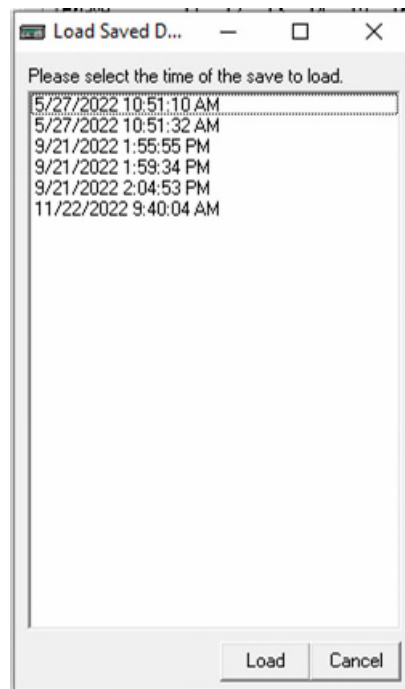 Load Saved D...
Please select the time of the save to load.
5/27/2022 10:51:10 AM
5/27/2022 10:51:32 AM
9/21/2022 1:55:55 PM
9/21/2022 1:59:34 PM
9/21/2022 2:04:53 PM
11/22/2022 9:40:04 AM
Load Cancel